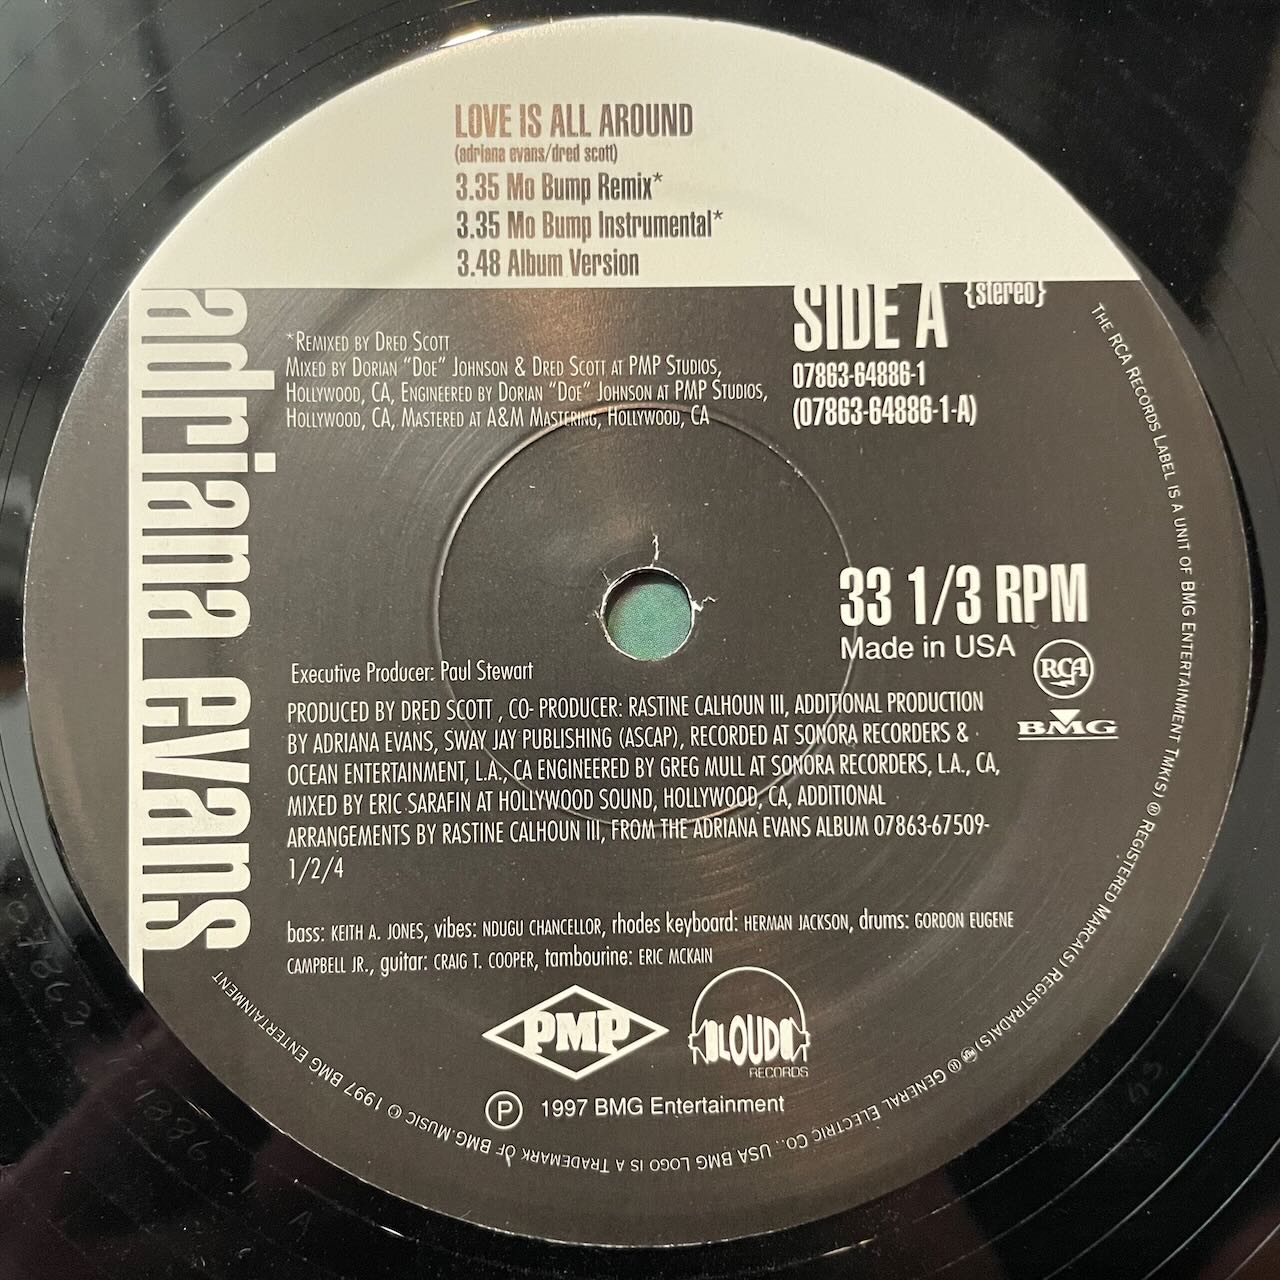 LOVE IS ALL AROUND
(adriana evans/dred scott)
3.35 Mo Bump Remix*
3.35 Mo Bump Instrumental*
3.48 Album Version
adriana evans
SIDE A {stereo}
07863-64886-1
(07863-64886-1-A)
*REMIXED BY DRED SCOTT
MIXED BY DORIAN "DOE" JOHNSON & DRED SCOTT AT PMP STUDIOS,
HOLLYWOOD, CA, ENGINEERED BY DORIAN "DOE" JOHNSON AT PMP STUDIOS,
HOLLYWOOD, CA, MASTERED AT A&M MASTERING, HOLLYWOOD, CA
33 1/3 RPM
Made in USA
RCA
BMG
Executive Producer: Paul Stewart
PRODUCED BY DRED SCOTT , CO- PRODUCER: RASTINE CALHOUN III, ADDITIONAL PRODUCTION
BY ADRIANA EVANS, SWAY JAY PUBLISHING (ASCAP), RECORDED AT SONORA RECORDERS &
OCEAN ENTERTAINMENT, L.A., CA ENGINEERED BY GREG MULL AT SONORA RECORDERS, L.A., CA,
MIXED BY ERIC SARAFIN AT HOLLYWOOD SOUND, HOLLYWOOD, CA, ADDITIONAL
ARRANGEMENTS BY RASTINE CALHOUN III, FROM THE ADRIANA EVANS ALBUM 07863-67509-
1/2/4
bass: KEITH A. JONES, vibes: NDUGU CHANCELLOR, rhodes keyboard: HERMAN JACKSON, drums: GORDON EUGENE
CAMPBELL JR., guitar: CRAIG T. COOPER, tambourine: ERIC MCKAIN
PMP
LOUD
RECORDS
℗ 1997 BMG Entertainment
THE RCA RECORDS LABEL IS A UNIT OF BMG ENTERTAINMENT TMK(S) ® REGISTERED MARCA(S) REGISTRADA(S) ® GENERAL ELECTRIC CO., USA BMG LOGO IS A TRADEMARK OF BMG MUSIC © 1997 BMG ENTERTAINMENT